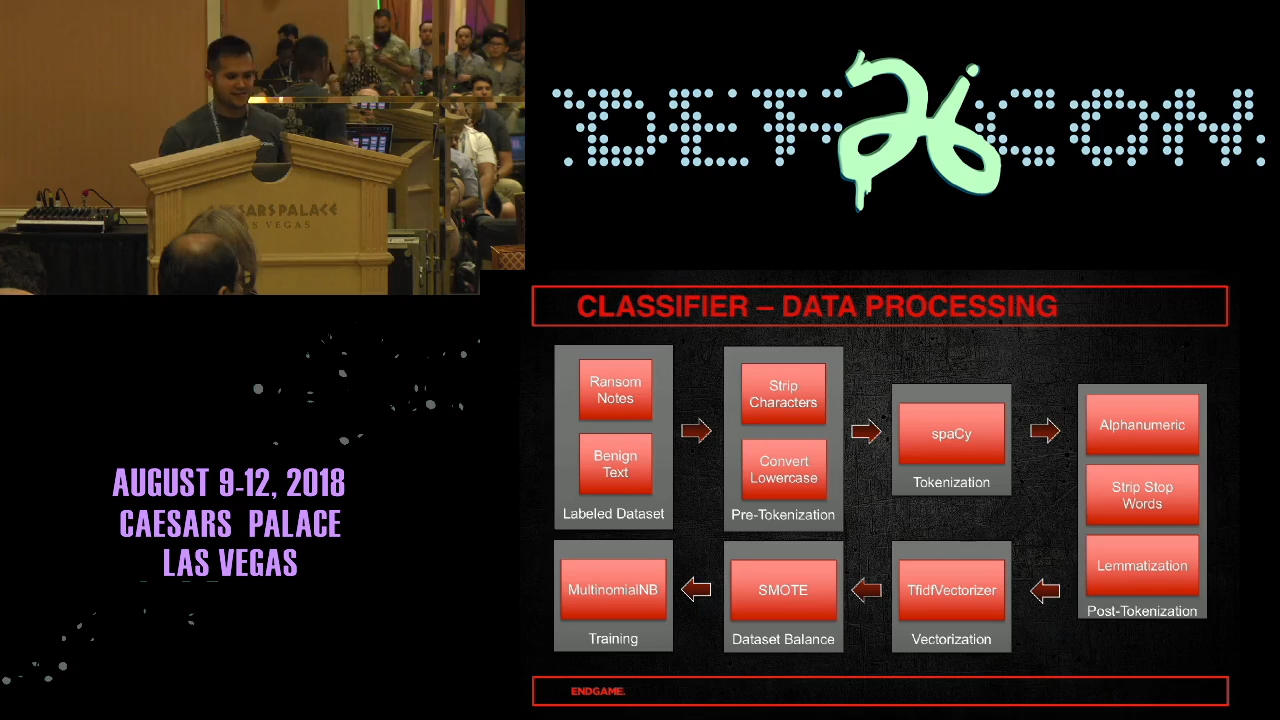 DEF CON
26
CAESARS PALACE
LAS VEGAS
AUGUST 9-12, 2018
CAESARS PALACE
LAS VEGAS
CLASSIFIER – DATA PROCESSING
Ransom
Notes
Benign
Text
Labeled Dataset
Strip
Characters
Convert
Lowercase
Pre-Tokenization
spaCy
Tokenization
Alphanumeric
Strip Stop
Words
Lemmatization
Post-Tokenization
TfidfVectorizer
Vectorization
SMOTE
Dataset Balance
MultinomialNB
Training
ENDGAME.